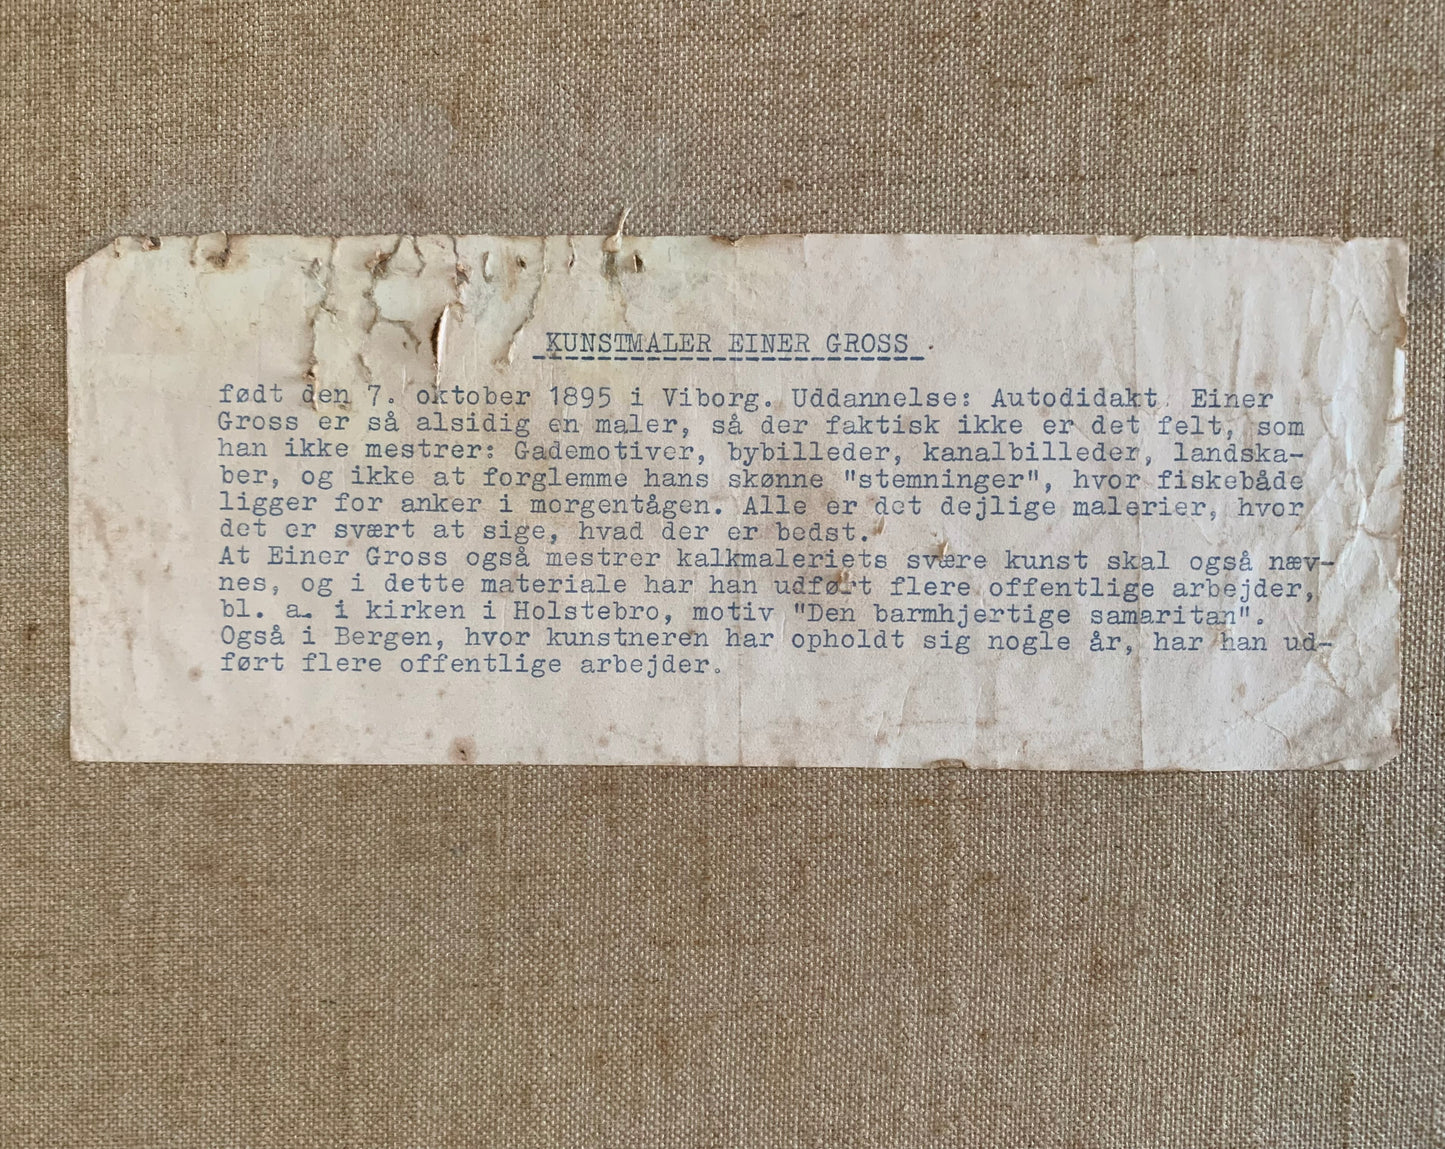 KUNSTMALER EINER GROSS.
født den 7. oktober 1895 i Viborg. Uddannelse: Autodidakt. Einer
Gross er så alsidig en maler, så der faktisk ikke er det felt, som
han ikke mestrer: Gademotiver, bybilleder, kanalbilleder, landska-
ber, og ikke at forglemme hans skønne "stemninger", hvor fiskebåde
ligger for anker i morgentågen. Alle er det dejlige malerier, hvor
det er svært at sige, hvad der er bedst.
At Einer Gross også mestrer kalkmaleriets svære kunst skal også næv-
nes, og i dette materiale har han udført flere offentlige arbejder,
bl. a. i kirken i Holstebro, motiv "Den barmhjertige samaritan".
Også i Bergen, hvor kunstneren har opholdt sig nogle år, har han ud-
ført flere offentlige arbejder.